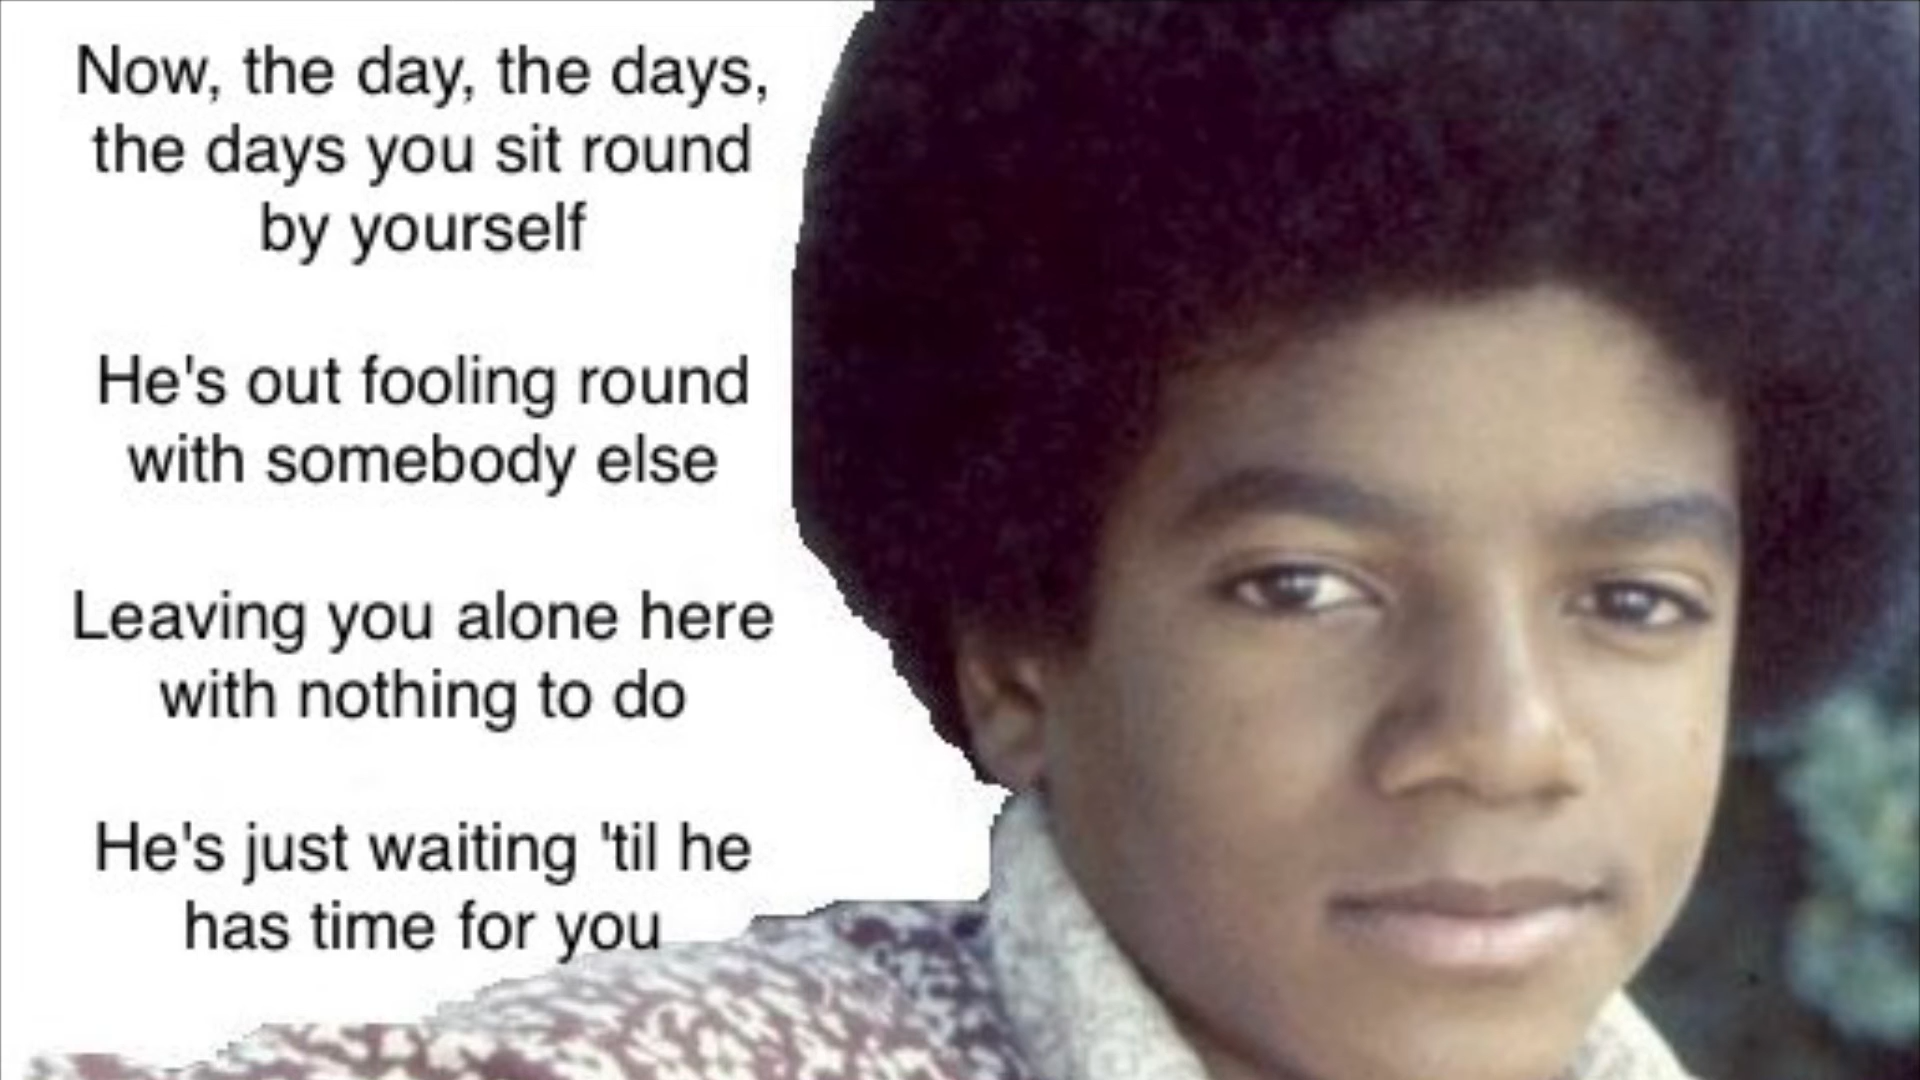 Now, the day, the days,
the days you sit round
by yourself
He's out fooling round
with somebody else
Leaving you alone here
with nothing to do
He's just waiting 'til he
has time for you